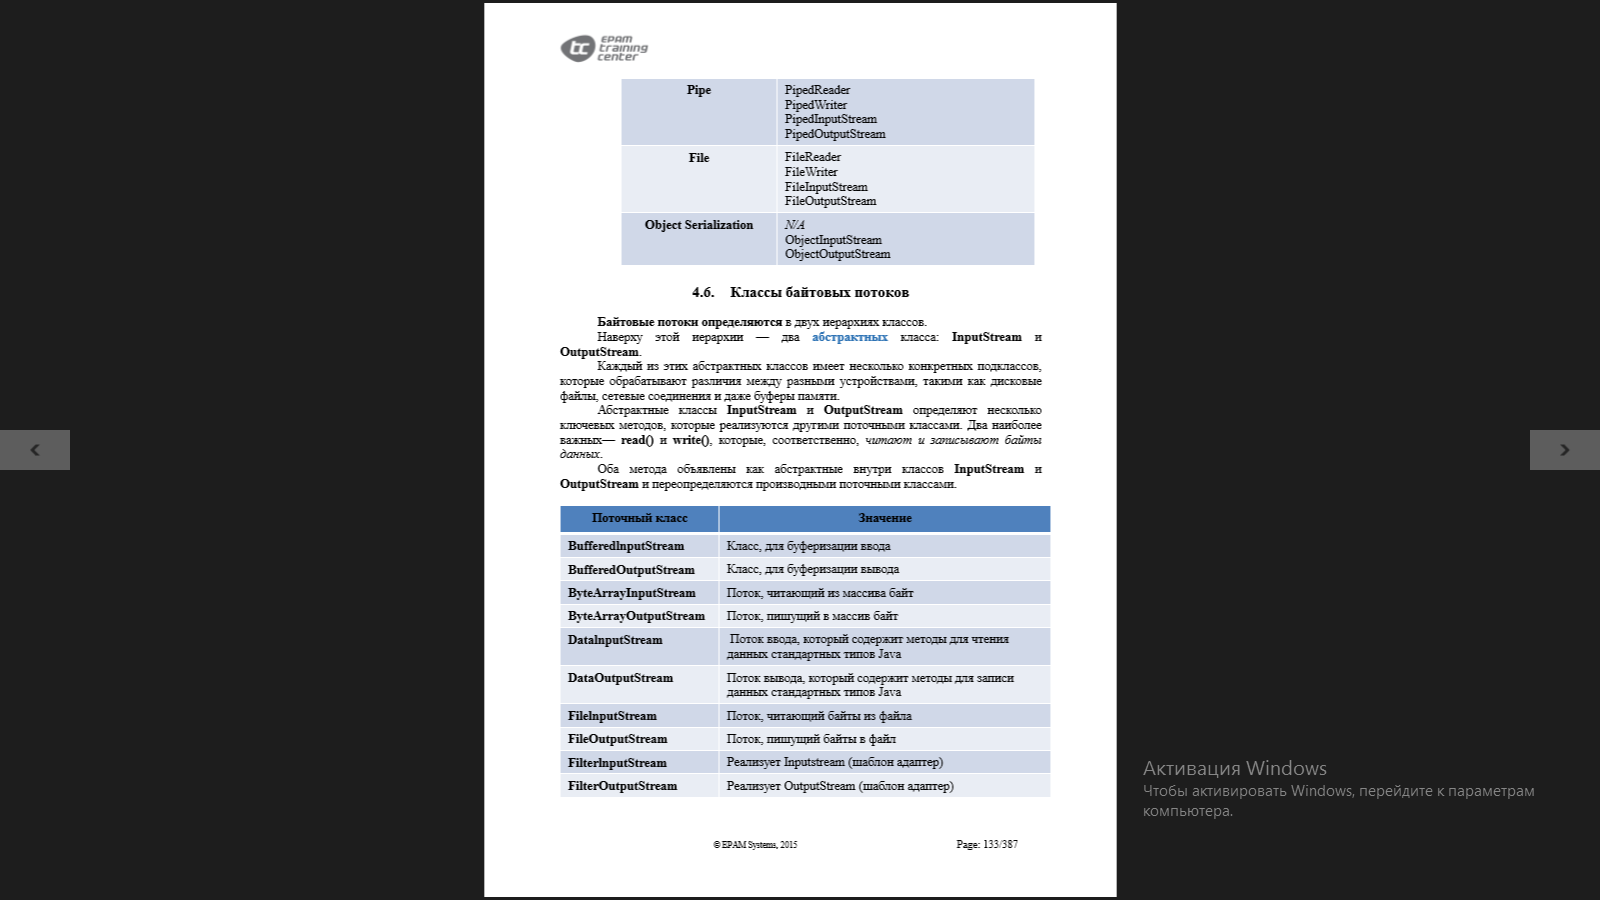 tc EPAM
training
center
Pipe PipedReader
PipedWriter
PipedInputStream
PipedOutputStream
File FileReader
FileWriter
FileInputStream
FileOutputStream
Object Serialization N/A
ObjectInputStream
ObjectOutputStream
4.6. Классы байтовых потоков
Байтовые потоки определяются в двух иерархиях классов.
Наверху этой иерархии — два абстрактных класса: InputStream и
OutputStream.
Каждый из этих абстрактных классов имеет несколько конкретных подклассов,
которые обрабатывают различия между разными устройствами, такими как дисковые
файлы, сетевые соединения и даже буферы памяти.
Абстрактные классы InputStream и OutputStream определяют несколько
ключевых методов, которые реализуются другими поточными классами. Два наиболее
важных— read() и write(), которые, соответственно, читают и записывают байты
данных.
Оба метода объявлены как абстрактные внутри классов InputStream и
OutputStream и переопределяются производными поточными классами.
Поточный класс Значение
BufferedInputStream Класс, для буферизации ввода
BufferedOutputStream Класс, для буферизации вывода
ByteArrayInputStream Поток, читающий из массива байт
ByteArrayOutputStream Поток, пишущий в массив байт
DataInputStream Поток ввода, который содержит методы для чтения
данных стандартных типов Java
DataOutputStream Поток вывода, который содержит методы для записи
данных стандартных типов Java
FileInputStream Поток, читающий байты из файла
FileOutputStream Поток, пишущий байты в файл
FilterInputStream Реализует Inputstream (шаблон адаптер)
FilterOutputStream Реализует OutputStream (шаблон адаптер)
© EPAM Systems, 2015 Page: 133/387
Активация Windows
Чтобы активировать Windows, перейдите к параметрам
компьютера.